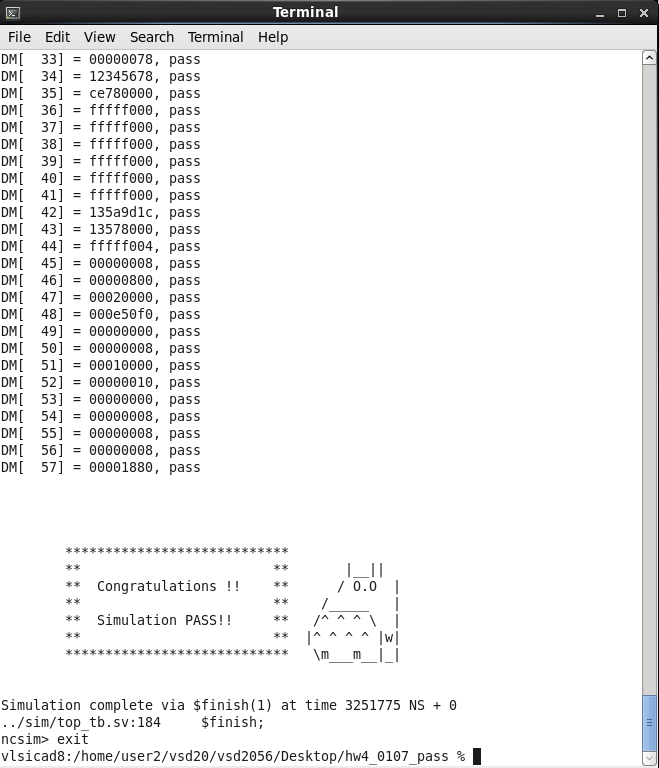 Terminal
File Edit View Search Terminal Help
DM[  33] = 00000078, pass
DM[  34] = 12345678, pass
DM[  35] = ce780000, pass
DM[  36] = fffff000, pass
DM[  37] = fffff000, pass
DM[  38] = fffff000, pass
DM[  39] = fffff000, pass
DM[  40] = fffff000, pass
DM[  41] = fffff000, pass
DM[  42] = 135a9d1c, pass
DM[  43] = 13578000, pass
DM[  44] = fffff004, pass
DM[  45] = 00000008, pass
DM[  46] = 00000800, pass
DM[  47] = 00020000, pass
DM[  48] = 000e50f0, pass
DM[  49] = 00000000, pass
DM[  50] = 00000008, pass
DM[  51] = 00010000, pass
DM[  52] = 00000010, pass
DM[  53] = 00000000, pass
DM[  54] = 00000008, pass
DM[  55] = 00000008, pass
DM[  56] = 00000008, pass
DM[  57] = 00001880, pass
        ****************************
        **                        **       |__||
        **  Congratulations !!    **      / O.O  |
        **                        **    /_____   |
        **  Simulation PASS!!     **   /^ ^ ^ \  |
        **                        **  |^ ^ ^ ^ |w|
        ****************************   \m___m__|_|
Simulation complete via $finish(1) at time 3251775 NS + 0
../sim/top_tb.sv:184     $finish;
ncsim> exit
vlsicad8:/home/user2/vsd20/vsd2056/Desktop/hw4_0107_pass %